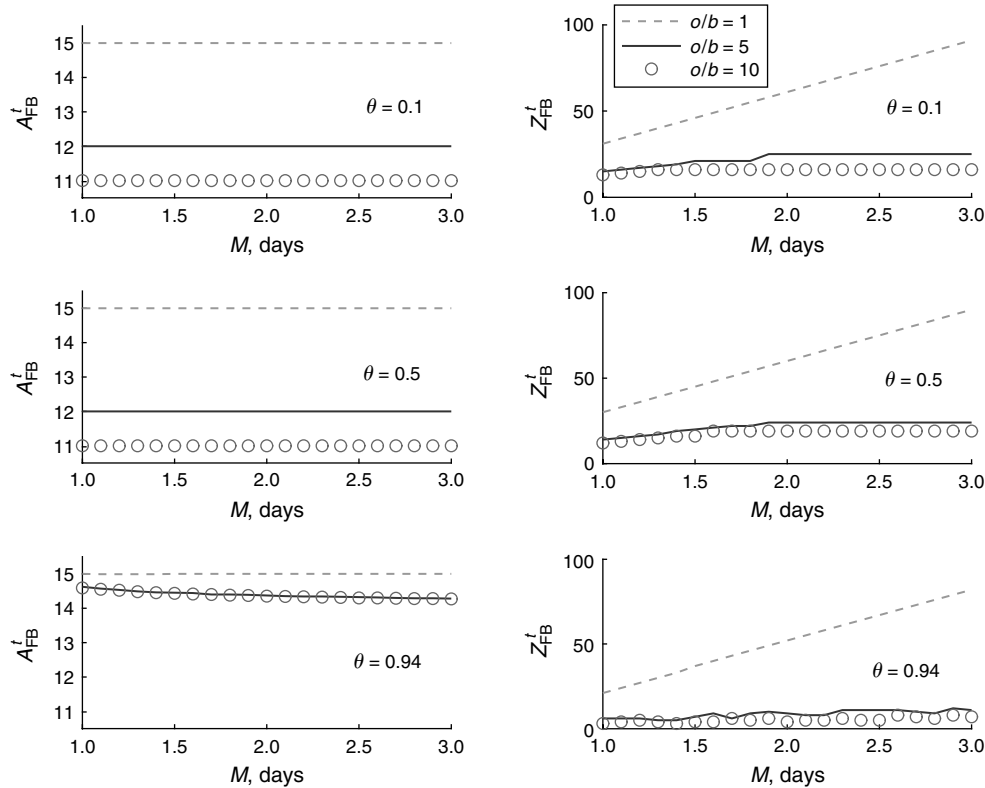 15
14
13
12
11
A^t_FB
θ = 0.1
1.0 1.5 2.0 2.5 3.0
M, days
100
50
0
Z^t_FB
o/b = 1
o/b = 5
o/b = 10
θ = 0.1
1.0 1.5 2.0 2.5 3.0
M, days
15
14
13
12
11
A^t_FB
θ = 0.5
1.0 1.5 2.0 2.5 3.0
M, days
100
50
0
Z^t_FB
θ = 0.5
1.0 1.5 2.0 2.5 3.0
M, days
15
14
13
12
11
A^t_FB
θ = 0.94
1.0 1.5 2.0 2.5 3.0
M, days
100
50
0
Z^t_FB
θ = 0.94
1.0 1.5 2.0 2.5 3.0
M, days